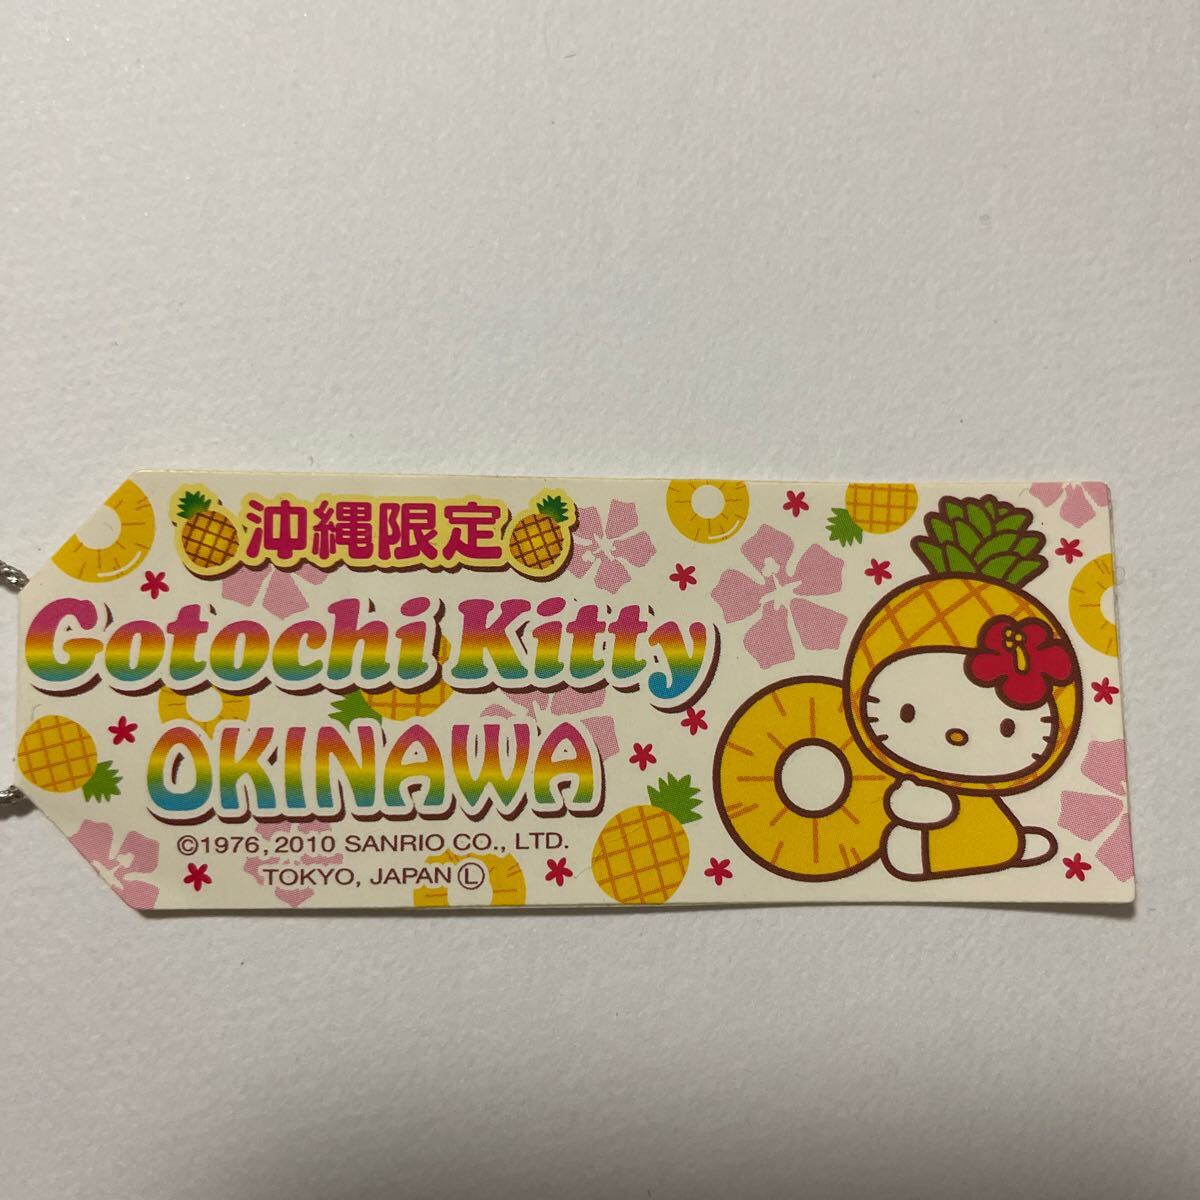 沖縄限定
Gotochi Kitty
OKINAWA
©1976, 2010 SANRIO CO., LTD.
TOKYO, JAPAN Ⓛ